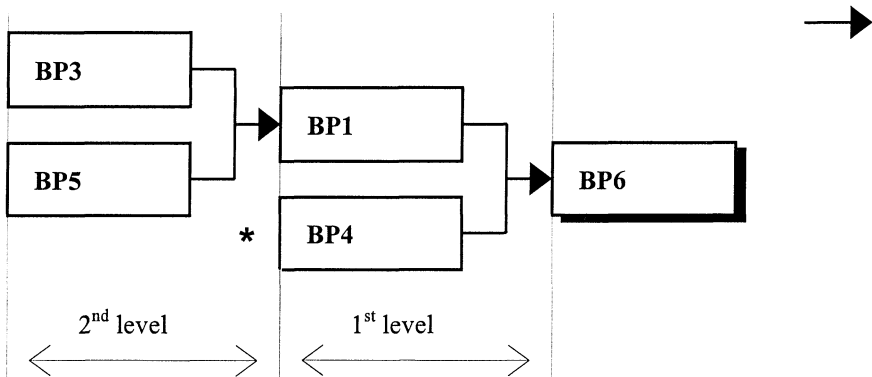 BP3
BP1
BP5
BP6
* BP4
2nd level
1st level